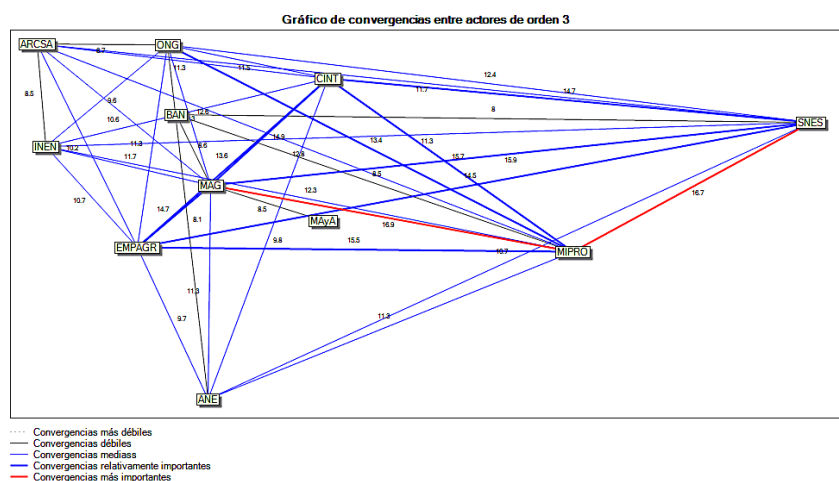 Gráfico de convergencias entre actores de orden 3
ARCSA
ONG
8.7
11.3
11.5
12.4
CINT
11.7
14.7
8.5
9.6
12.8
8
BAN
SNES
10.6
14.9
13.4
11.3
INEN
10.2
11.3
8.6
11.7
13.6
12.8
15.7
15.9
8.5
14.5
16.7
MAG
12.3
10.7
14.7
8.1
8.5
MAyA
16.9
EMPAGR
9.8
15.5
10.7
MIPRO
11.3
9.7
11.3
ANE
Convergencias más débiles
Convergencias débiles
Convergencias mediass
Convergencias relativamente importantes
Convergencias más importantes